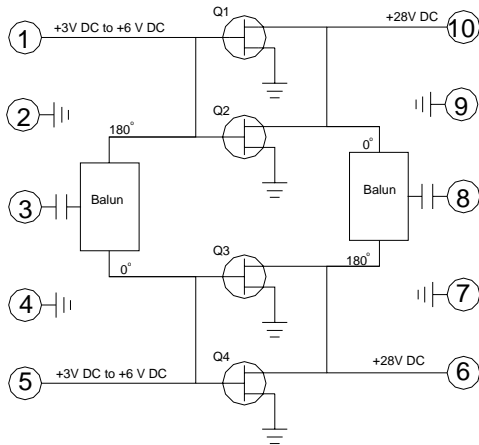 Q1
+3V DC to +6 V DC
+28V DC
1
10
2
9
Q2
180°
0°
Balun
Balun
3
8
Q3
0°
180°
4
7
Q4
+3V DC to +6 V DC
+28V DC
5
6